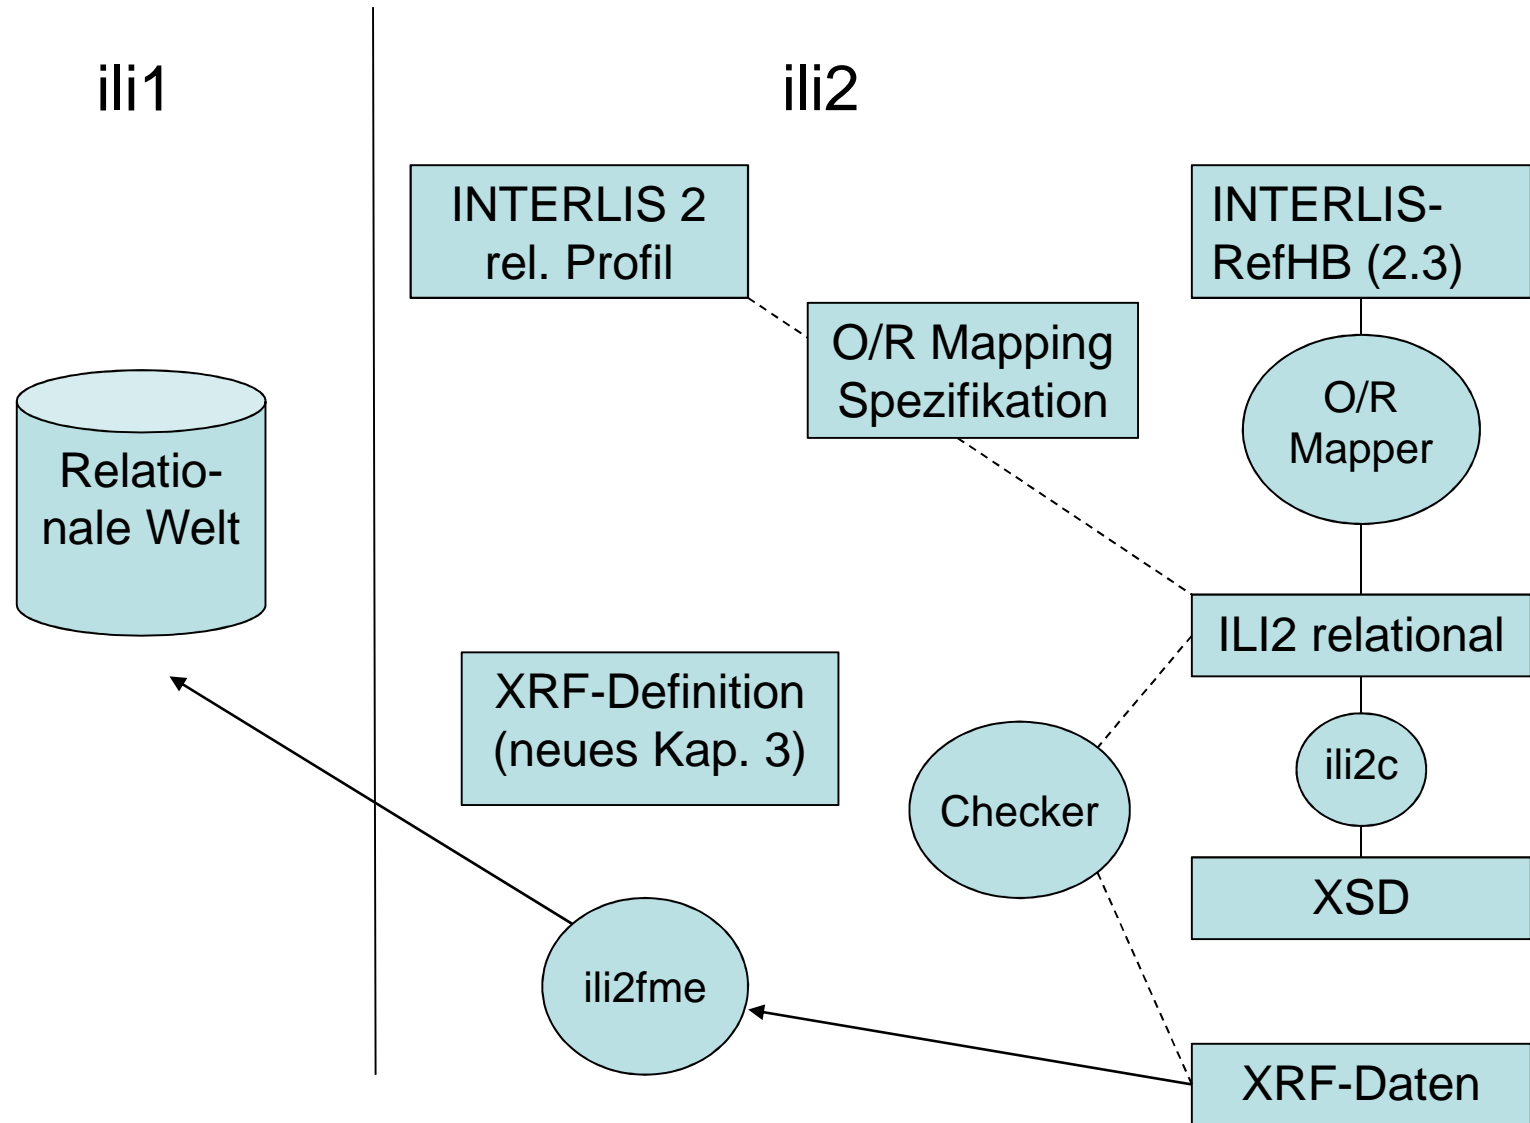 ili1
ili2
INTERLIS 2
rel. Profil
INTERLIS-
RefHB (2.3)
O/R Mapping
Spezifikation
O/R
Mapper
Relatio-
nale Welt
ILI2 relational
XRF-Definition
(neues Kap. 3)
ili2c
Checker
XSD
ili2fme
XRF-Daten